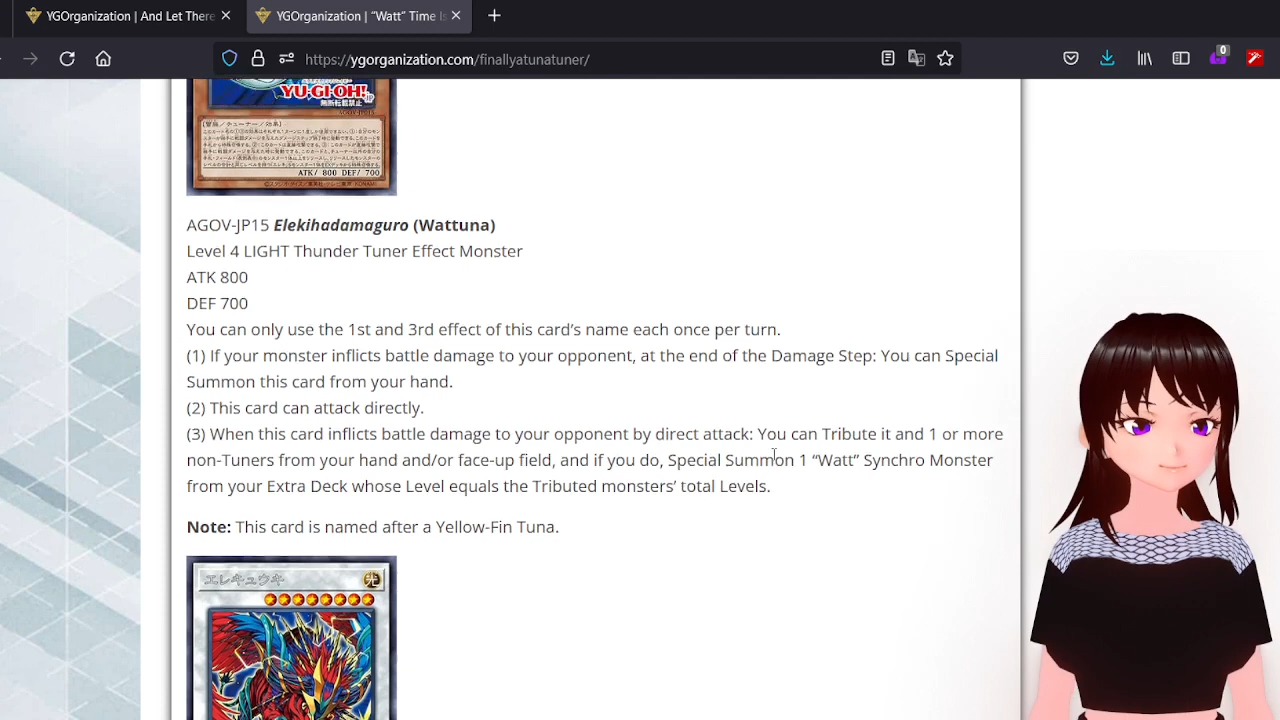 YGOrganization | And Let There
YGOrganization | “Watt” Time Is
https://ygorganization.com/finallyatunatuner/
0
YU-GI-OH!
ATK/ 800 DEF/ 700
AGOV-JP15 Elekihadamaguro (Wattuna)
Level 4 LIGHT Thunder Tuner Effect Monster
ATK 800
DEF 700
You can only use the 1st and 3rd effect of this card’s name each once per turn.
(1) If your monster inflicts battle damage to your opponent, at the end of the Damage Step: You can Special
Summon this card from your hand.
(2) This card can attack directly.
(3) When this card inflicts battle damage to your opponent by direct attack: You can Tribute it and 1 or more
non-Tuners from your hand and/or face-up field, and if you do, Special Summon 1 “Watt” Synchro Monster
from your Extra Deck whose Level equals the Tributed monsters’ total Levels.
Note: This card is named after a Yellow-Fin Tuna.
エレキュウキ
光